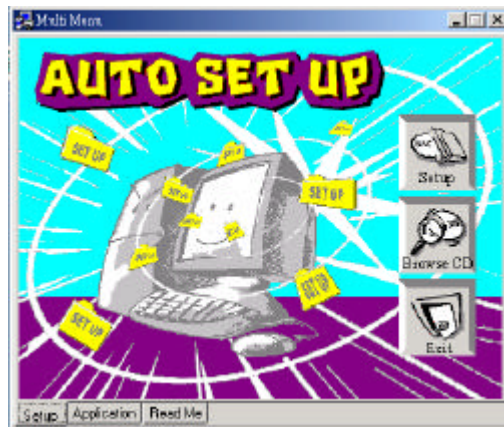 Multi Menu
AUTO SET UP
SET UP
SET UP
SET UP
SET UP
Setup
Browse CD
Exit
Setup
Application
Read Me